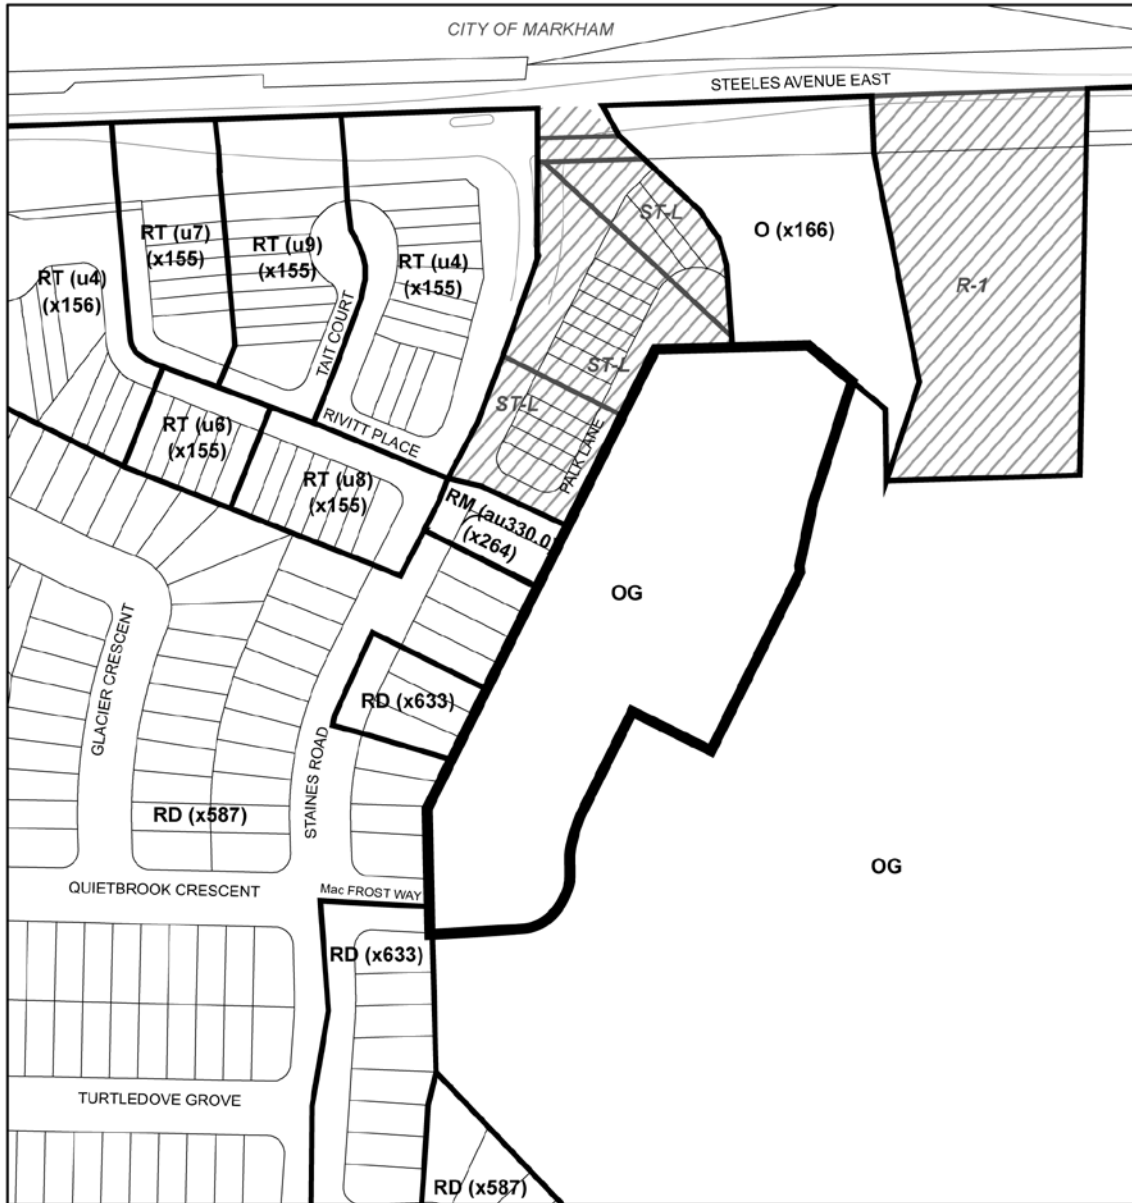 CITY OF MARKHAM
STEELES AVENUE EAST
ST-L
O (x166)
RT (u7)
(x155)
RT (u9)
(x155)
RT (u4)
(x155)
RT (u4)
(x156)
R-1
TAIT COURT
ST-L
ST-L
RIVITT PLACE
RT (u6)
(x155)
PALK LANE
RT (u8)
(x155)
RM (au330.0)
(x264)
OG
GLACIER CRESCENT
RD (x633)
STAINES ROAD
RD (x587)
OG
QUIETBROOK CRESCENT
Mac FROST WAY
RD (x633)
TURTLEDOVE GROVE
RD (x587)